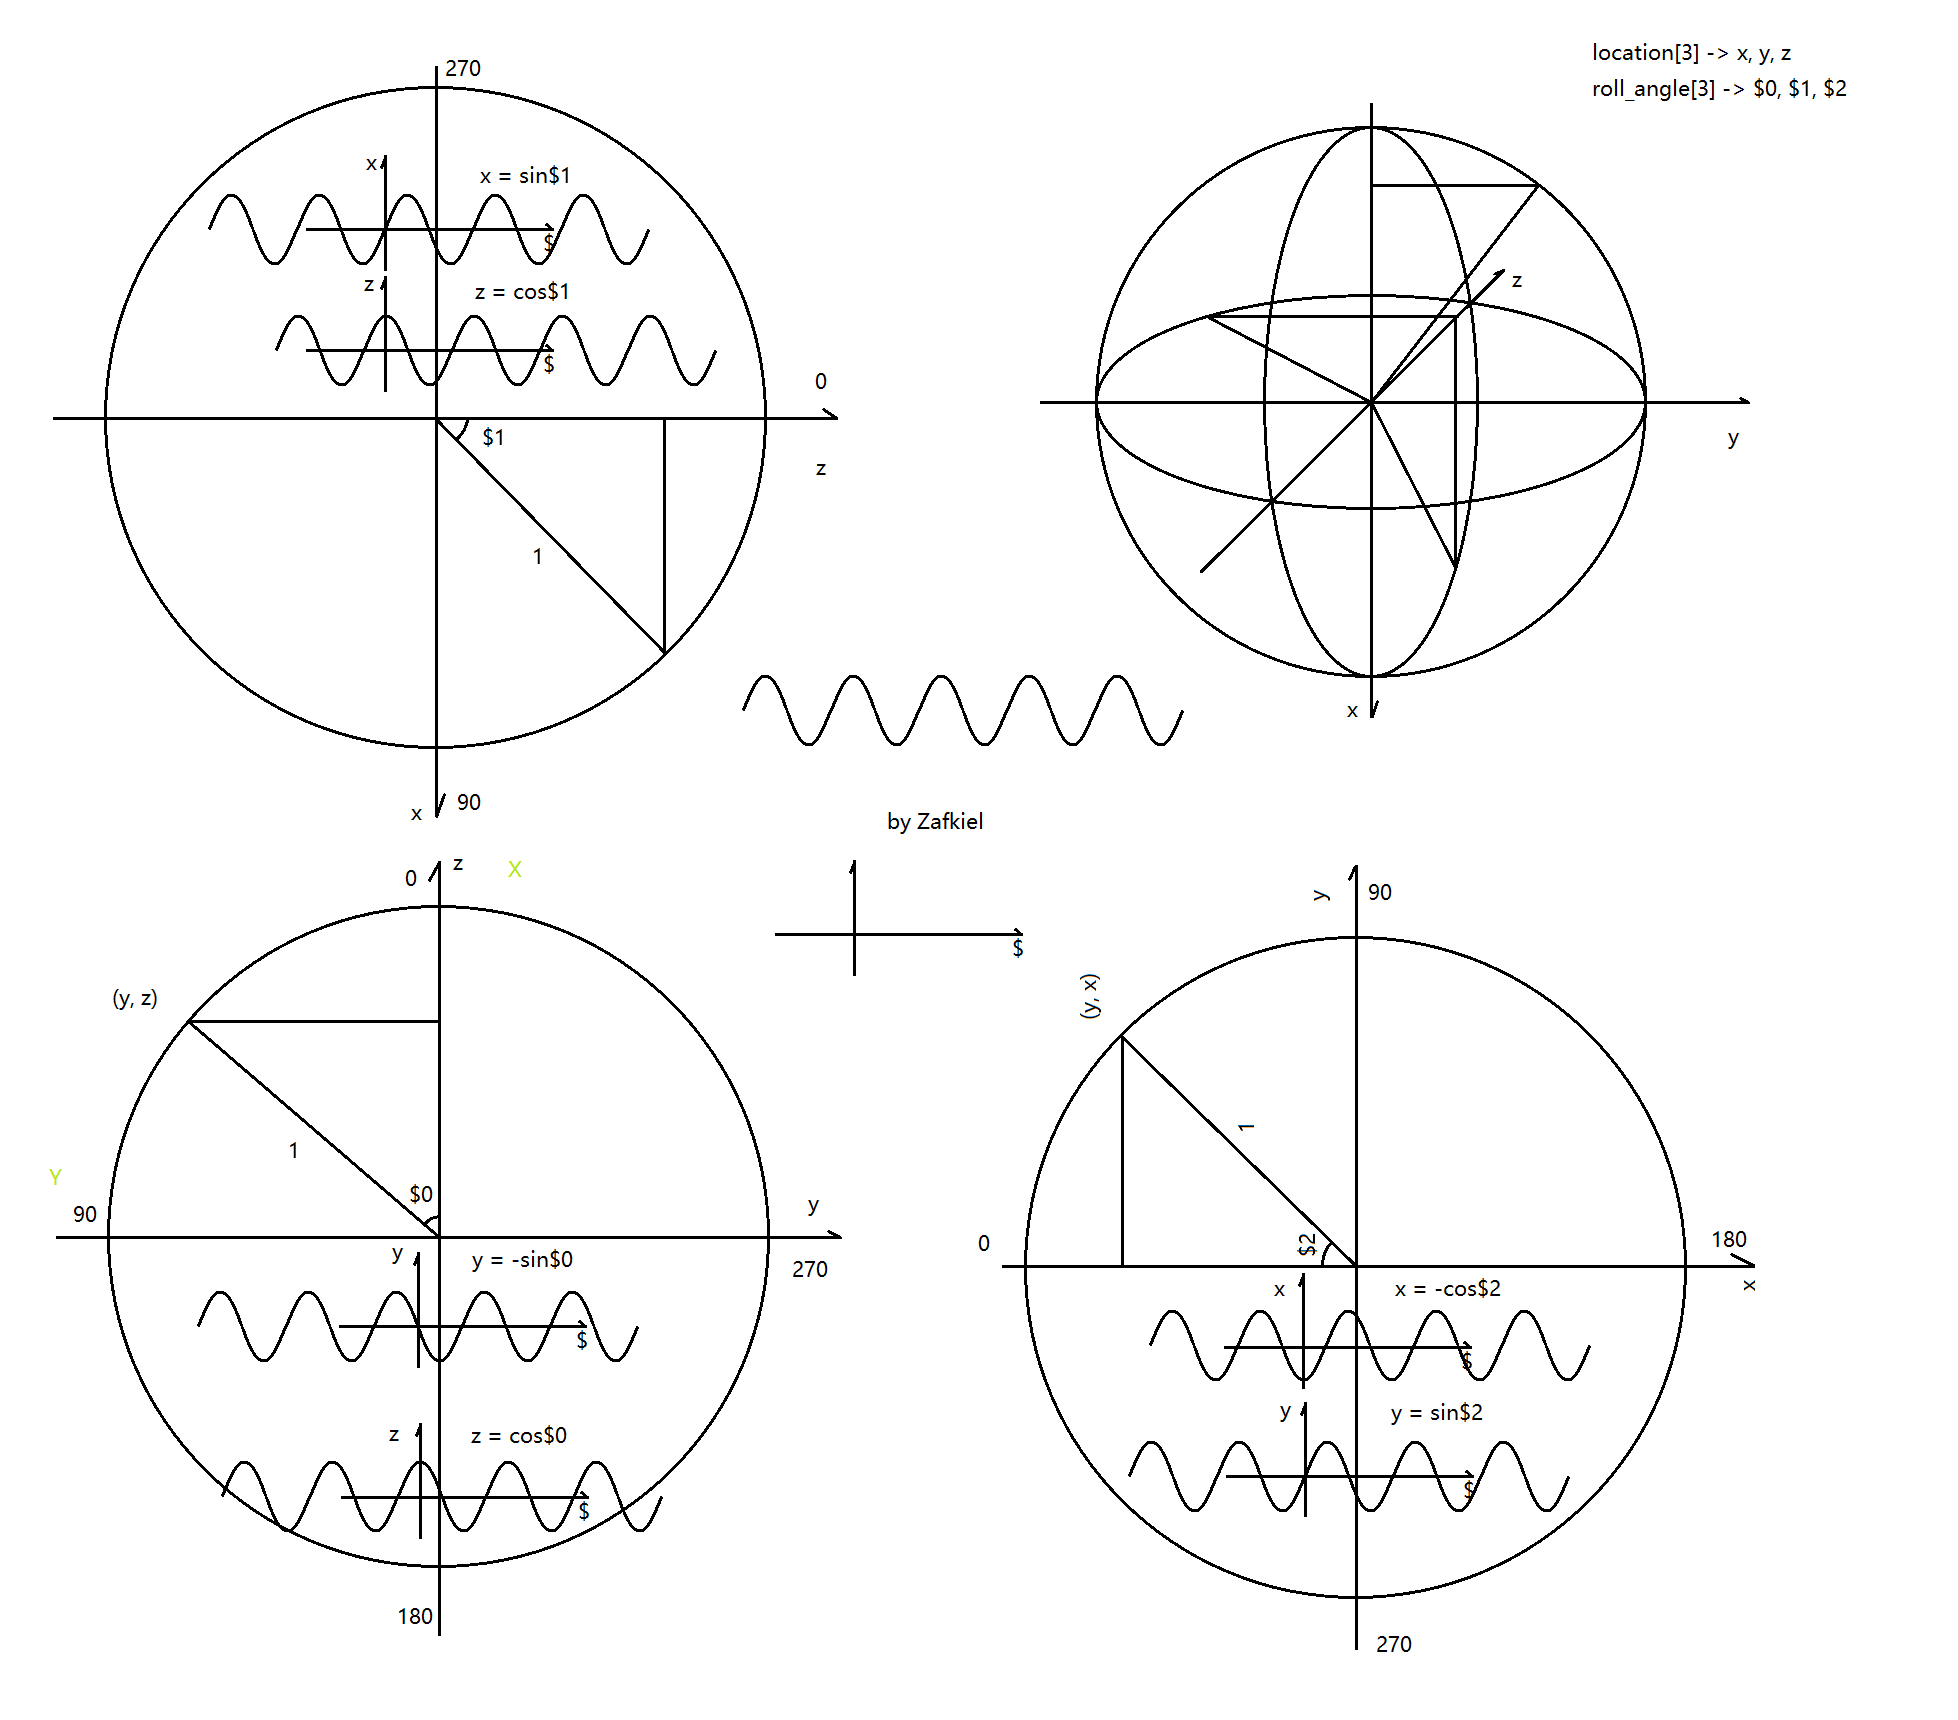 location[3] -> x, y, z
roll_angle[3] -> $0, $1, $2
270
x
x = sin$1
$
z
z = cos$1
$
0
$1
z
1
x
90
z
y
x
by Zafkiel
z
X
0
(y, z)
1
Y
$0
90
y
270
y
y = -sin$0
$
z
z = cos$0
$
180
$
y
90
(y, x)
1
0
$2
180
x
x
x = -cos$2
$
y
y = sin$2
$
270